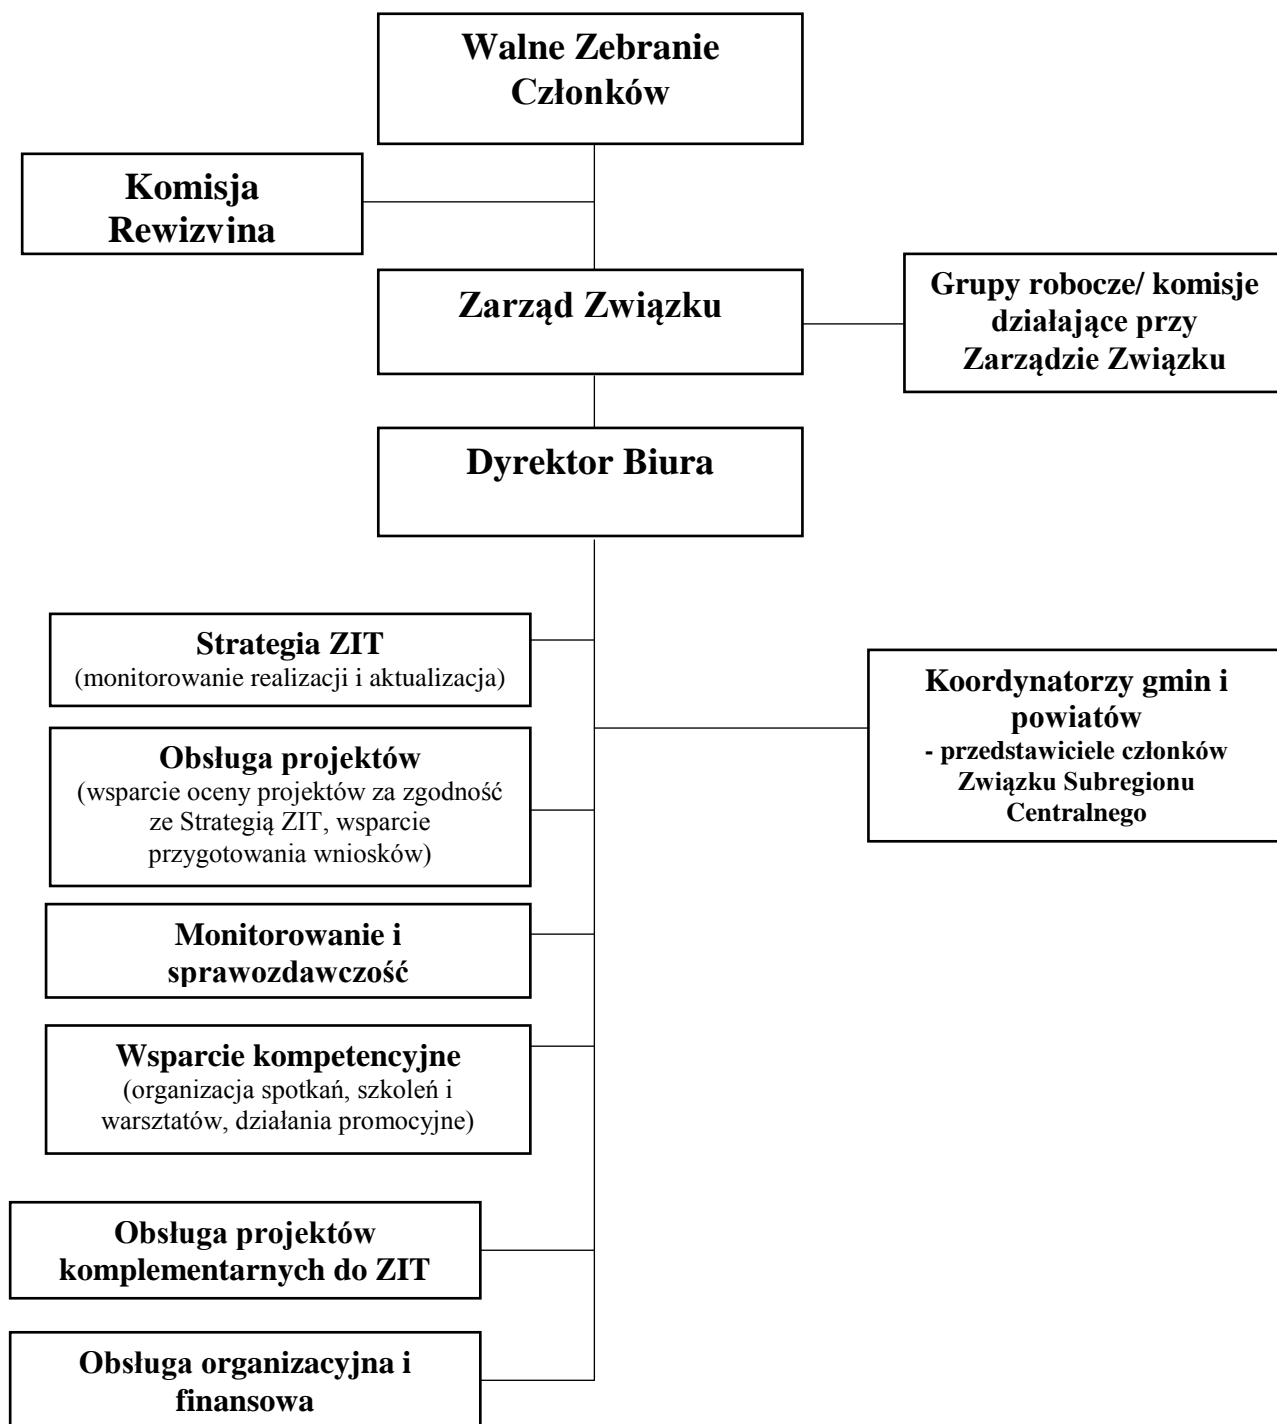 Walne Zebranie
Członków
Komisja
Rewizyjna
Zarząd Związku
Grupy robocze/ komisje
działające przy
Zarządzie Związku
Dyrektor Biura
Strategia ZIT
(monitorowanie realizacji i aktualizacja)
Koordynatorzy gmin i
powiatów
- przedstawiciele członków
Związku Subregionu
Centralnego
Obsługa projektów
(wsparcie oceny projektów za zgodność
ze Strategią ZIT, wsparcie
przygotowania wniosków)
Monitorowanie i
sprawozdawczość
Wsparcie kompetencyjne
(organizacja spotkań, szkoleń i
warsztatów, działania promocyjne)
Obsługa projektów
komplementarnych do ZIT
Obsługa organizacyjna i
finansowa